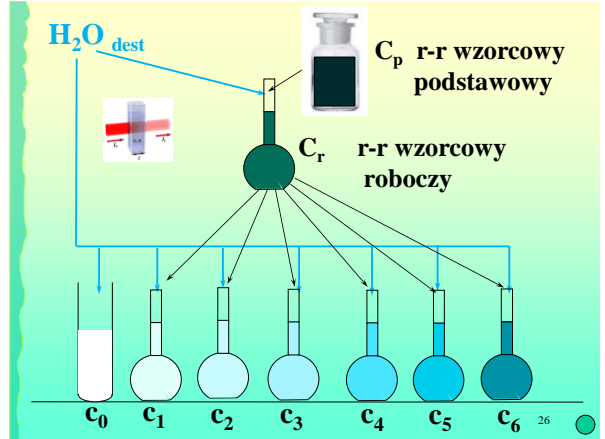 H₂O dest
Cp r-r wzorcowy
podstawowy
Cr r-r wzorcowy
roboczy
c₀ c₁ c₂ c₃ c₄ c₅ c₆
26